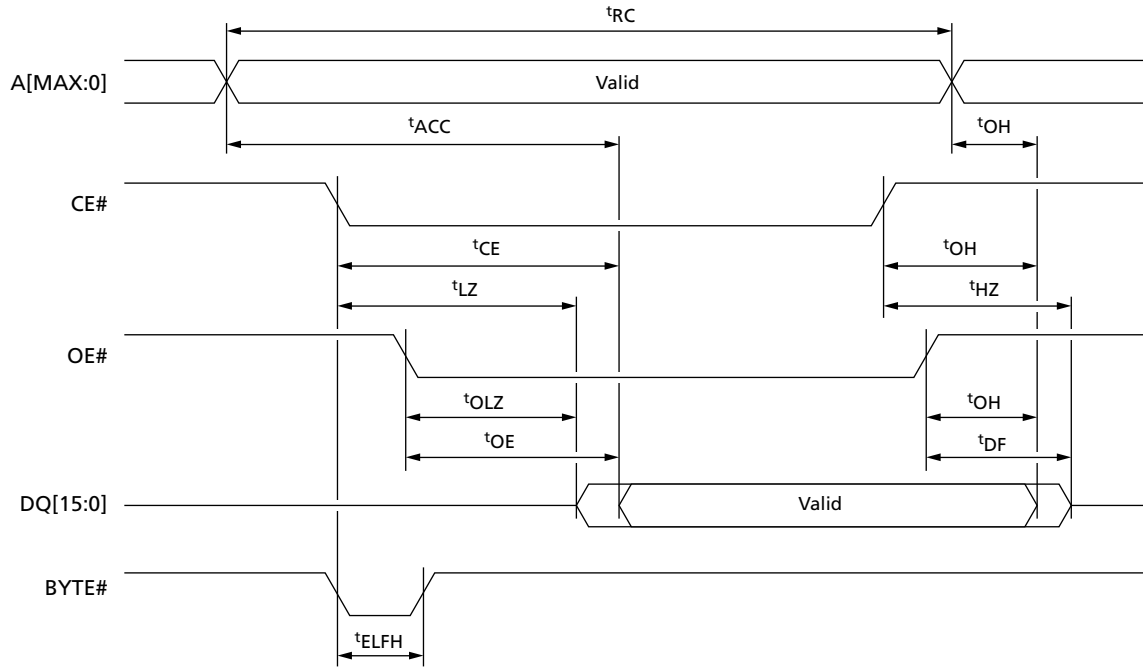 tRC
A[MAX:0]
Valid
tACC
tOH
CE#
tCE
tOH
tLZ
tHZ
OE#
tOLZ
tOH
tOE
tDF
DQ[15:0]
Valid
BYTE#
tELFH